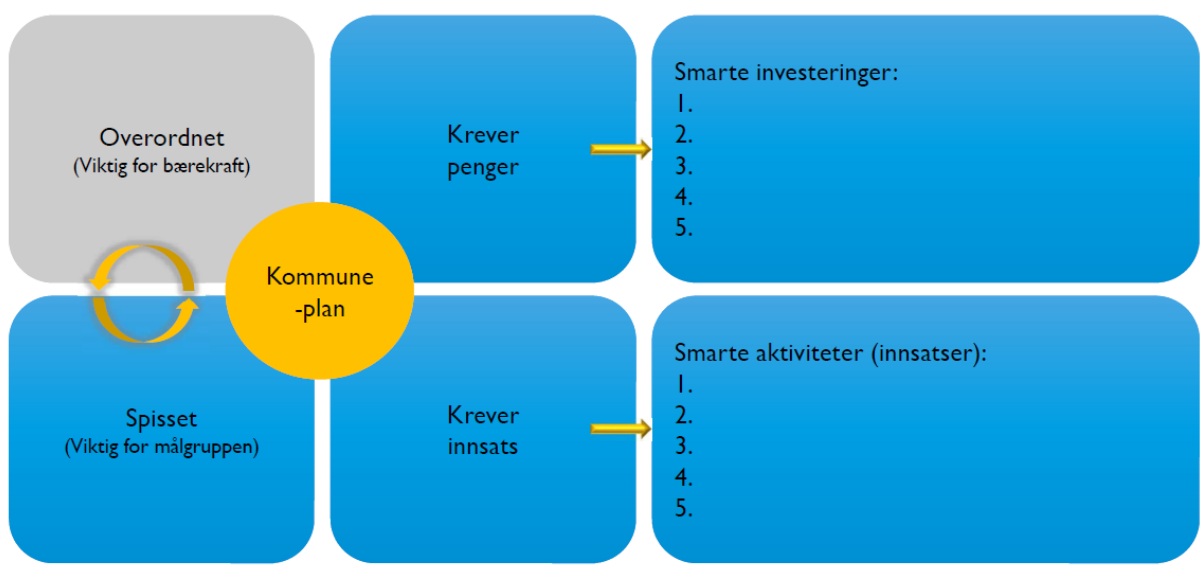 Overordnet
(Viktig for bærekraft)
Krever
penger
Smarte investeringer:
1.
2.
3.
4.
5.
Kommune
-plan
Spisset
(Viktig for målgruppen)
Krever
innsats
Smarte aktiviteter (innsatser):
1.
2.
3.
4.
5.